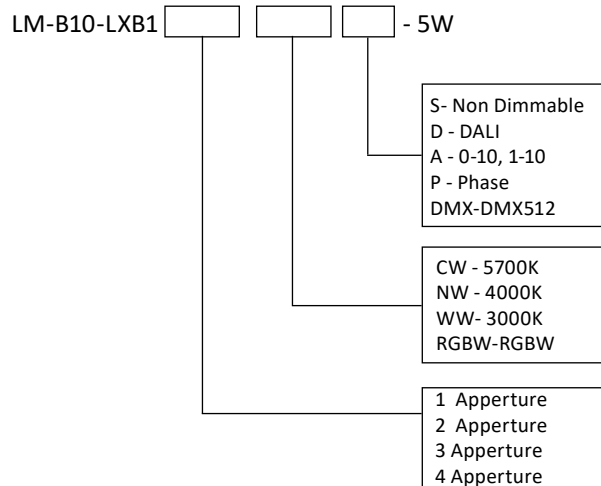 LM-B10-LXB1 - 5W
S- Non Dimmable
D - DALI
A - 0-10, 1-10
P - Phase
DMX-DMX512
CW - 5700K
NW - 4000K
WW- 3000K
RGBW-RGBW
1 Apperture
2 Apperture
3 Apperture
4 Apperture